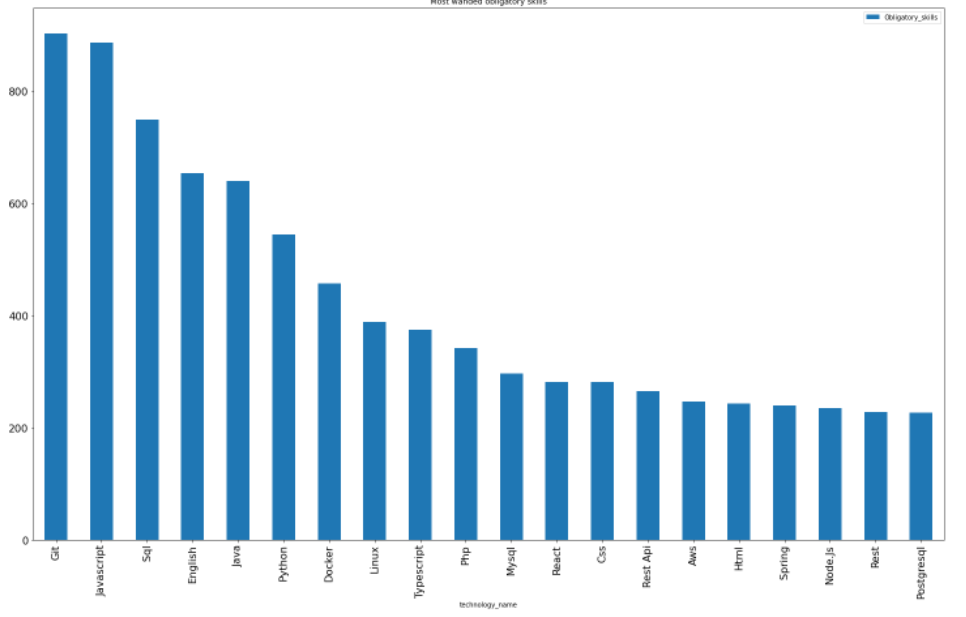 Most wanded obligatory skills
Obligatory_skills
800
600
400
200
0
Git
Javascript
Sql
English
Java
Python
Docker
Linux
Typescript
Php
Mysql
React
Css
Rest Api
Aws
Html
Spring
Node.Js
Rest
Postgresql
technology_name